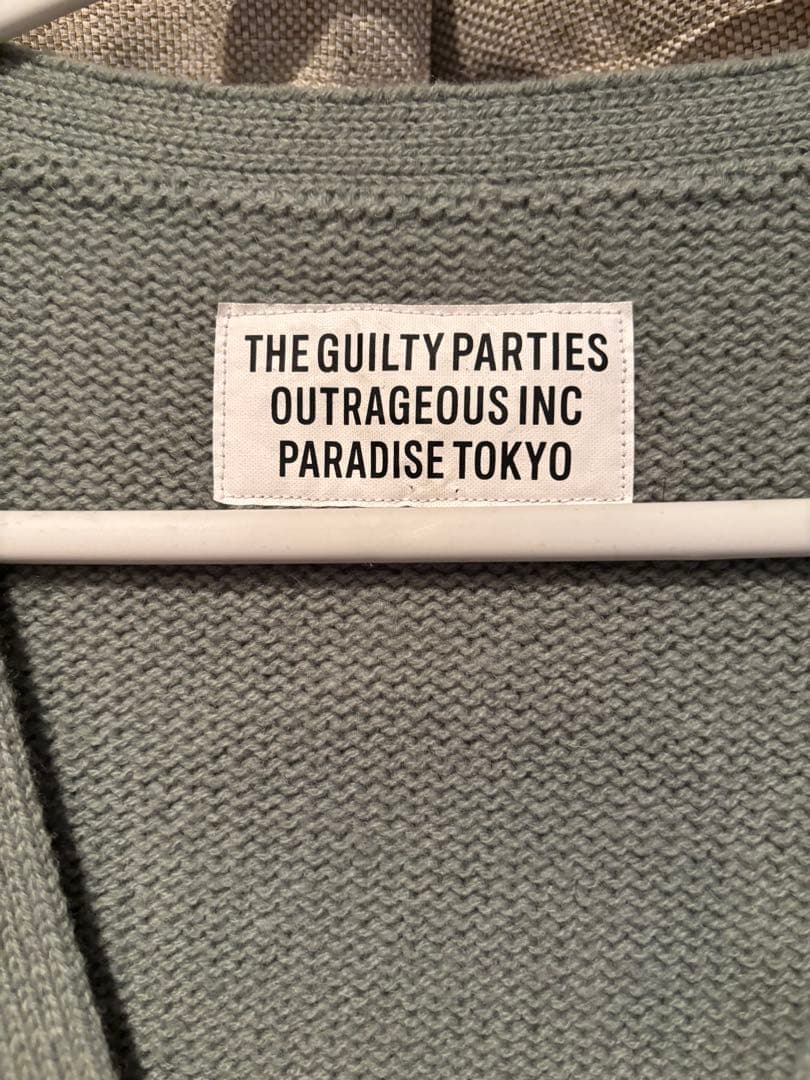 THE GUILTY PARTIES
OUTRAGEOUS INC
PARADISE TOKYO